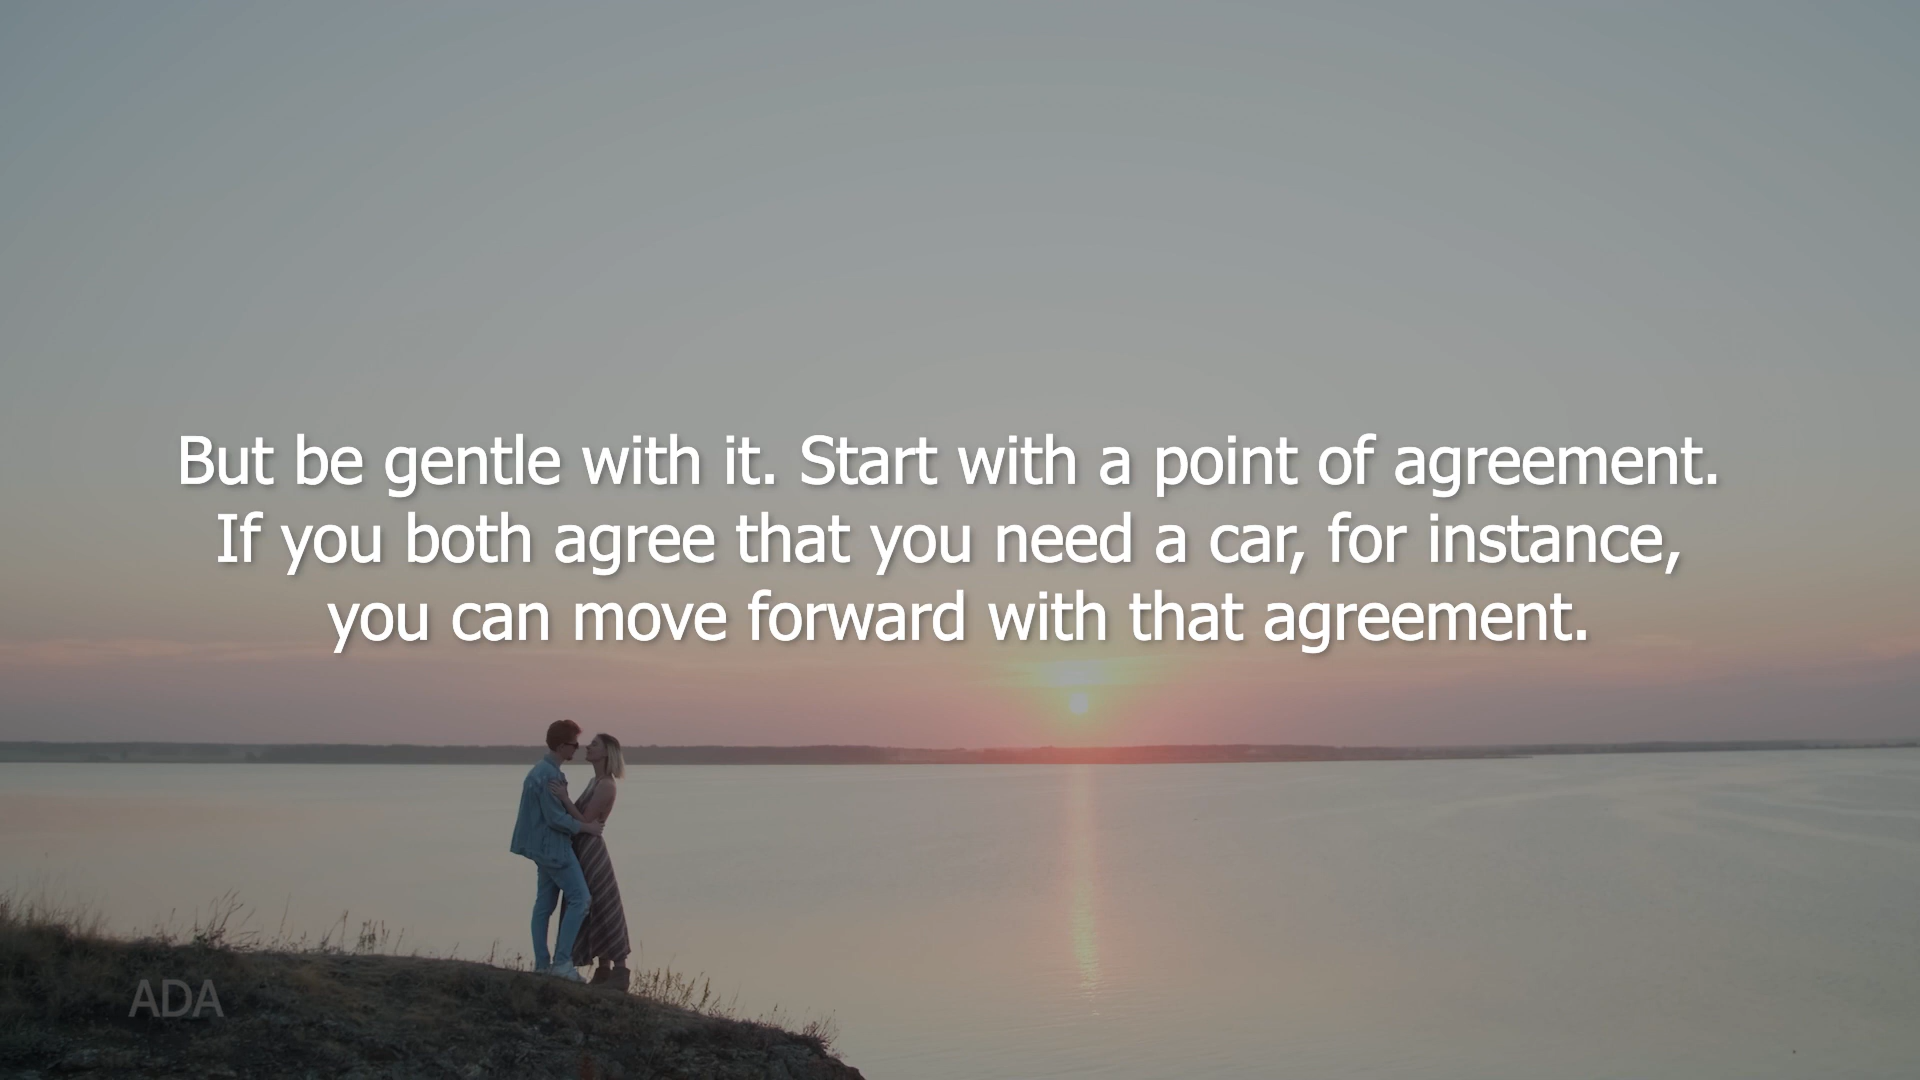 But be gentle with it. Start with a point of agreement.
If you both agree that you need a car, for instance,
you can move forward with that agreement.
ADA